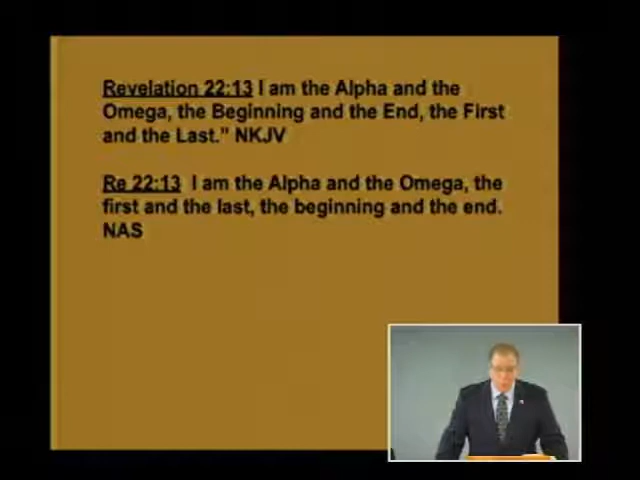 Revelation 22:13 I am the Alpha and the
Omega, the Beginning and the End, the First
and the Last.” NKJV
Re 22:13 I am the Alpha and the Omega, the
first and the last, the beginning and the end.
NAS